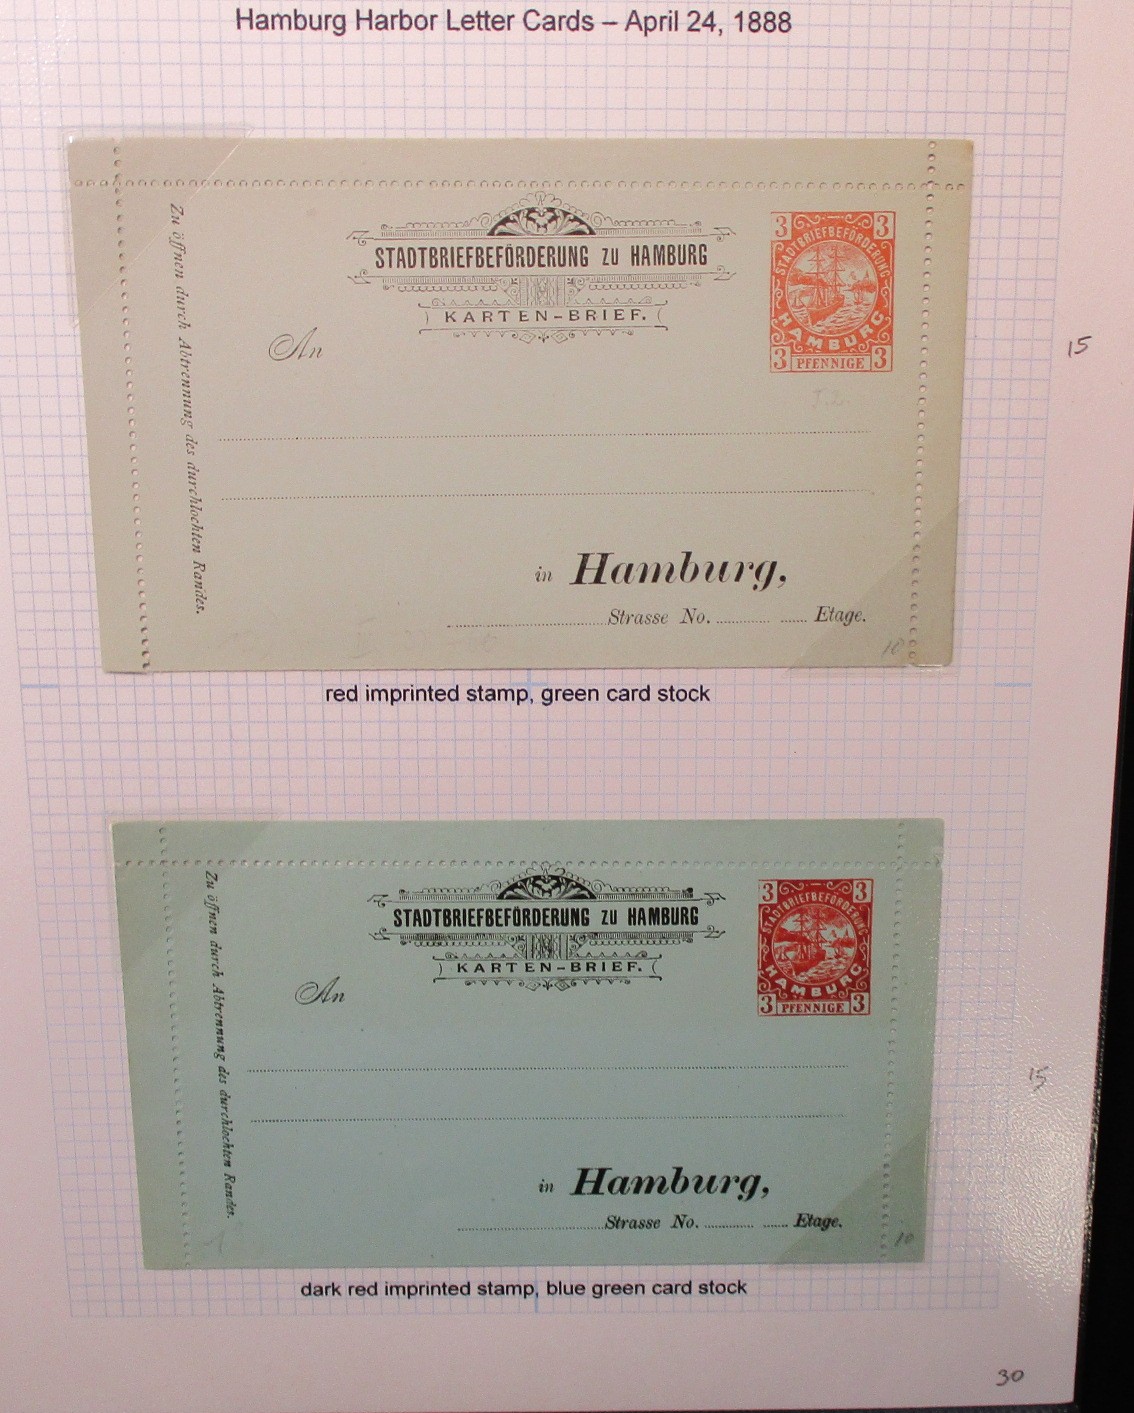 Hamburg Harbor Letter Cards – April 24, 1888
Zu öffnen durch Abtrennung des durchlochten Randes.
STADTBRIEFBEFÖRDERUNG ZU HAMBURG
KARTEN-BRIEF.
3 3
STADTBRIEFBEFÖRDERUNG
HAMBURG
3 PFENNIGE 3
An
15
J.2.
in Hamburg,
Strasse No. Etage.
10
red imprinted stamp, green card stock
Zu öffnen durch Abtrennung des durchlochten Randes.
STADTBRIEFBEFÖRDERUNG ZU HAMBURG
KARTEN-BRIEF.
3 3
STADTBRIEFBEFÖRDERUNG
HAMBURG
3 PFENNIGE 3
An
15
in Hamburg,
Strasse No. Etage.
10
dark red imprinted stamp, blue green card stock
30